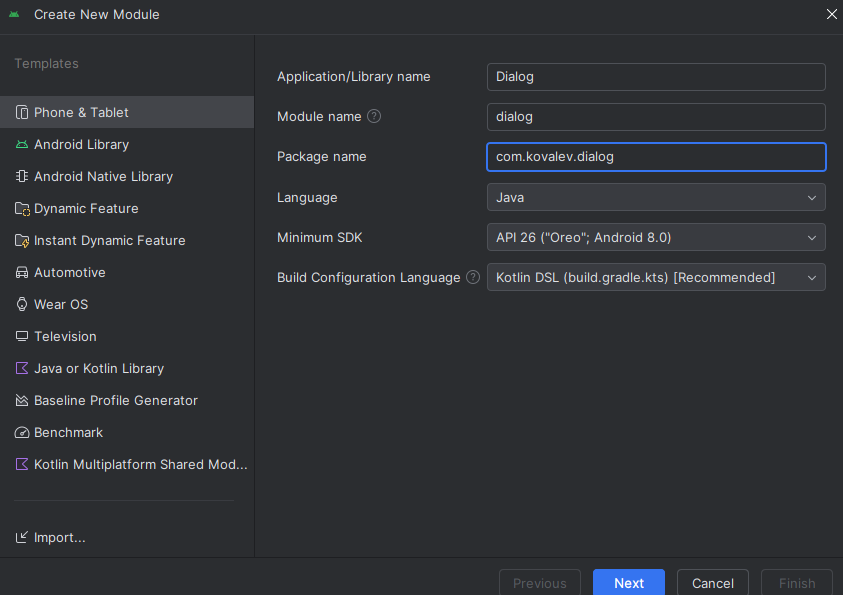 Create New Module
Templates
Phone & Tablet
Android Library
Android Native Library
Dynamic Feature
Instant Dynamic Feature
Automotive
Wear OS
Television
Java or Kotlin Library
Baseline Profile Generator
Benchmark
Kotlin Multiplatform Shared Mod...
Import...
Application/Library name Dialog
Module name ? dialog
Package name com.kovalev.dialog
Language Java
Minimum SDK API 26 ("Oreo"; Android 8.0)
Build Configuration Language ? Kotlin DSL (build.gradle.kts) [Recommended]
Previous Next Cancel Finish